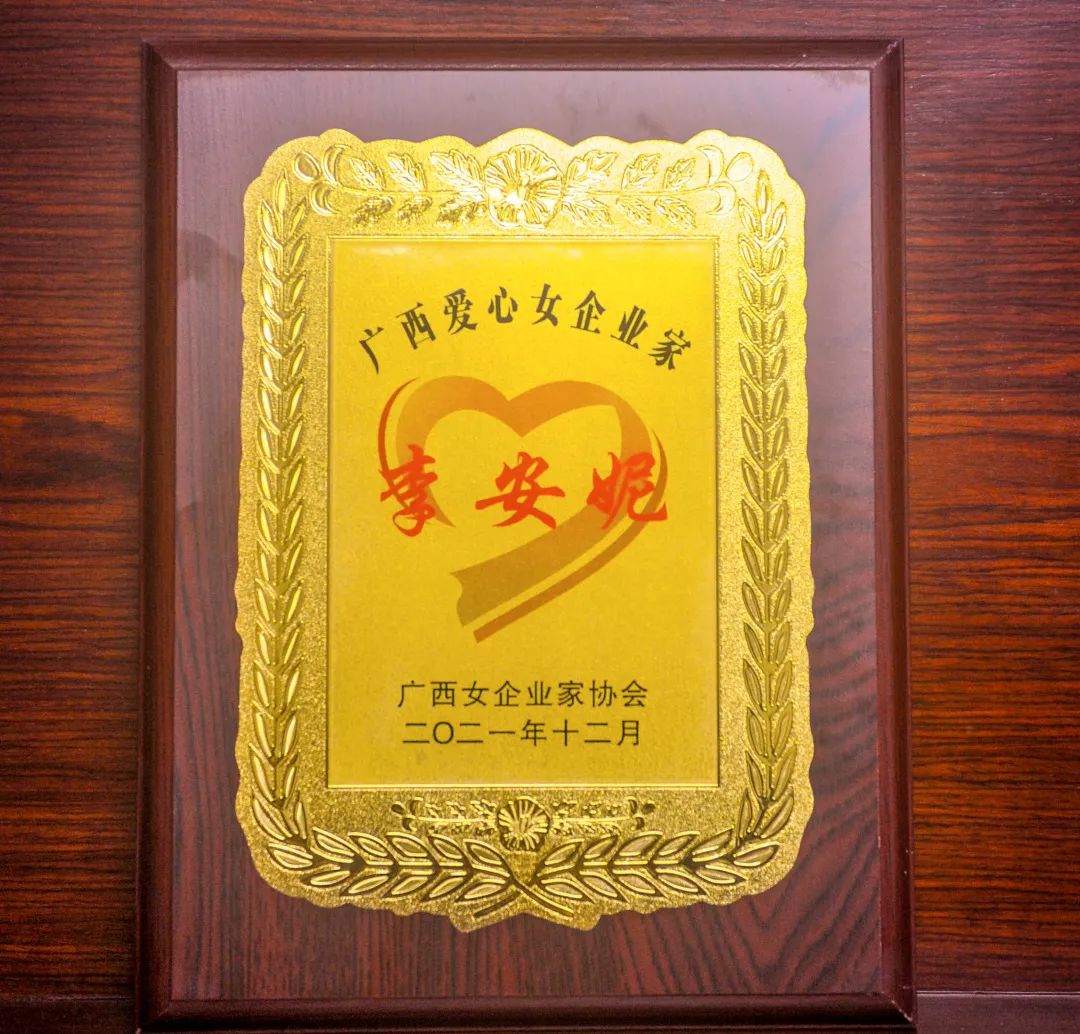 广西爱心女企业家
李安妮
广西女企业家协会
二〇二一年十二月